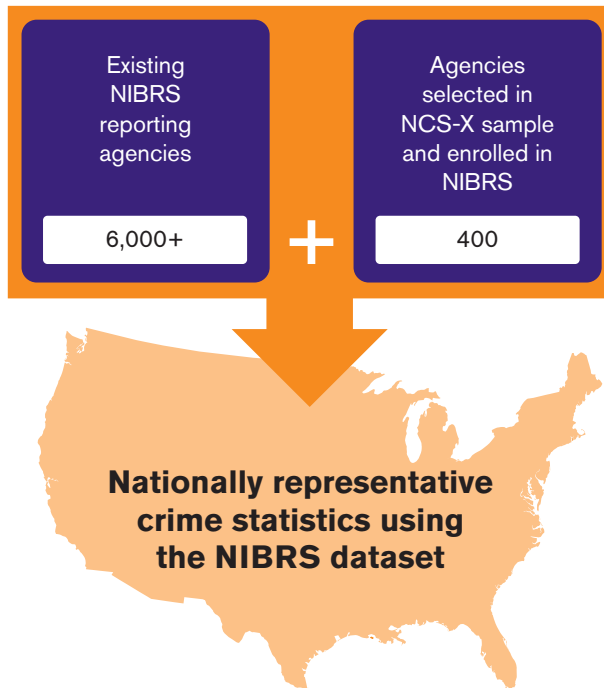 Existing
NIBRS
reporting
agencies
6,000+
+
Agencies
selected in
NCS-X sample
and enrolled in
NIBRS
400
Nationally representative
crime statistics using
the NIBRS dataset